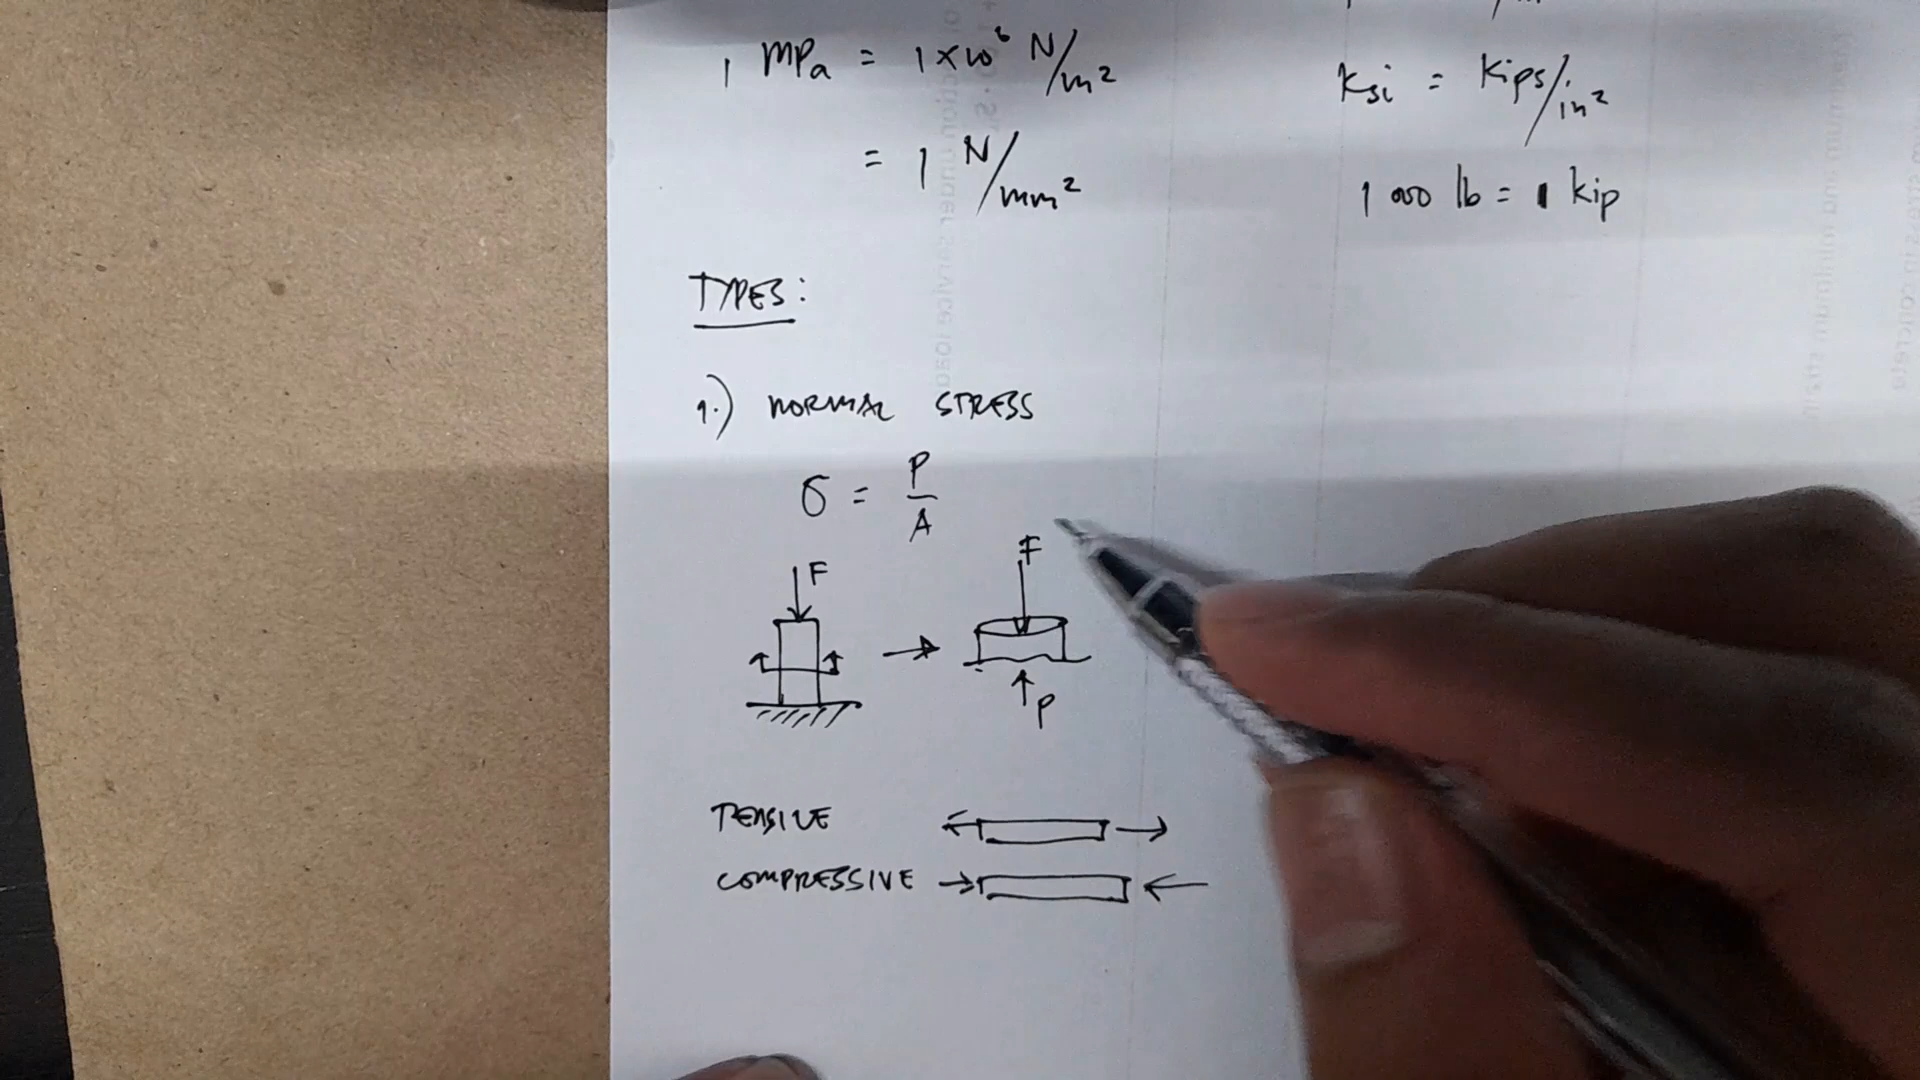 1 MPa = 1×10⁶ N/m²
= 1 N/mm²
ksi = kips/in²
1 000 lb = 1 kip
TYPES:
1.) NORMAL STRESS
σ = P/A
F
F
P
TENSIVE
COMPRESSIVE